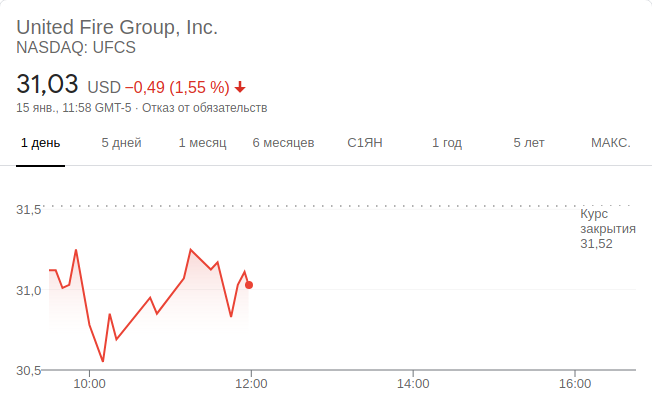 United Fire Group, Inc.
NASDAQ: UFCS
31,03 USD −0,49 (1,55 %)
15 янв., 11:58 GMT-5 · Отказ от обязательств
1 день 5 дней 1 месяц 6 месяцев С1ЯН 1 год 5 лет МАКС.
31,5
Курс
закрытия
31,52
31,0
30,5
10:00 12:00 14:00 16:00